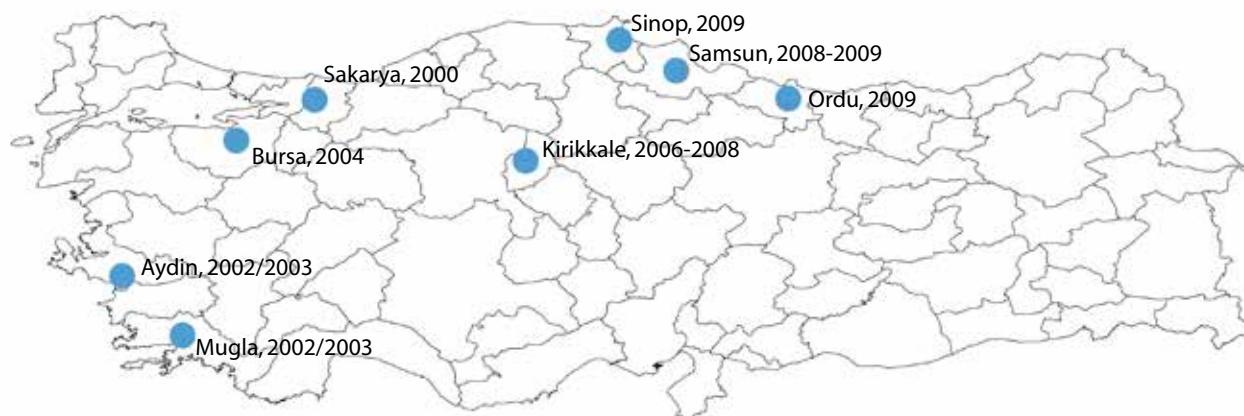 Sinop, 2009
Samsun, 2008-2009
Sakarya, 2000
Ordu, 2009
Bursa, 2004
Kirikkale, 2006-2008
Aydin, 2002/2003
Mugla, 2002/2003